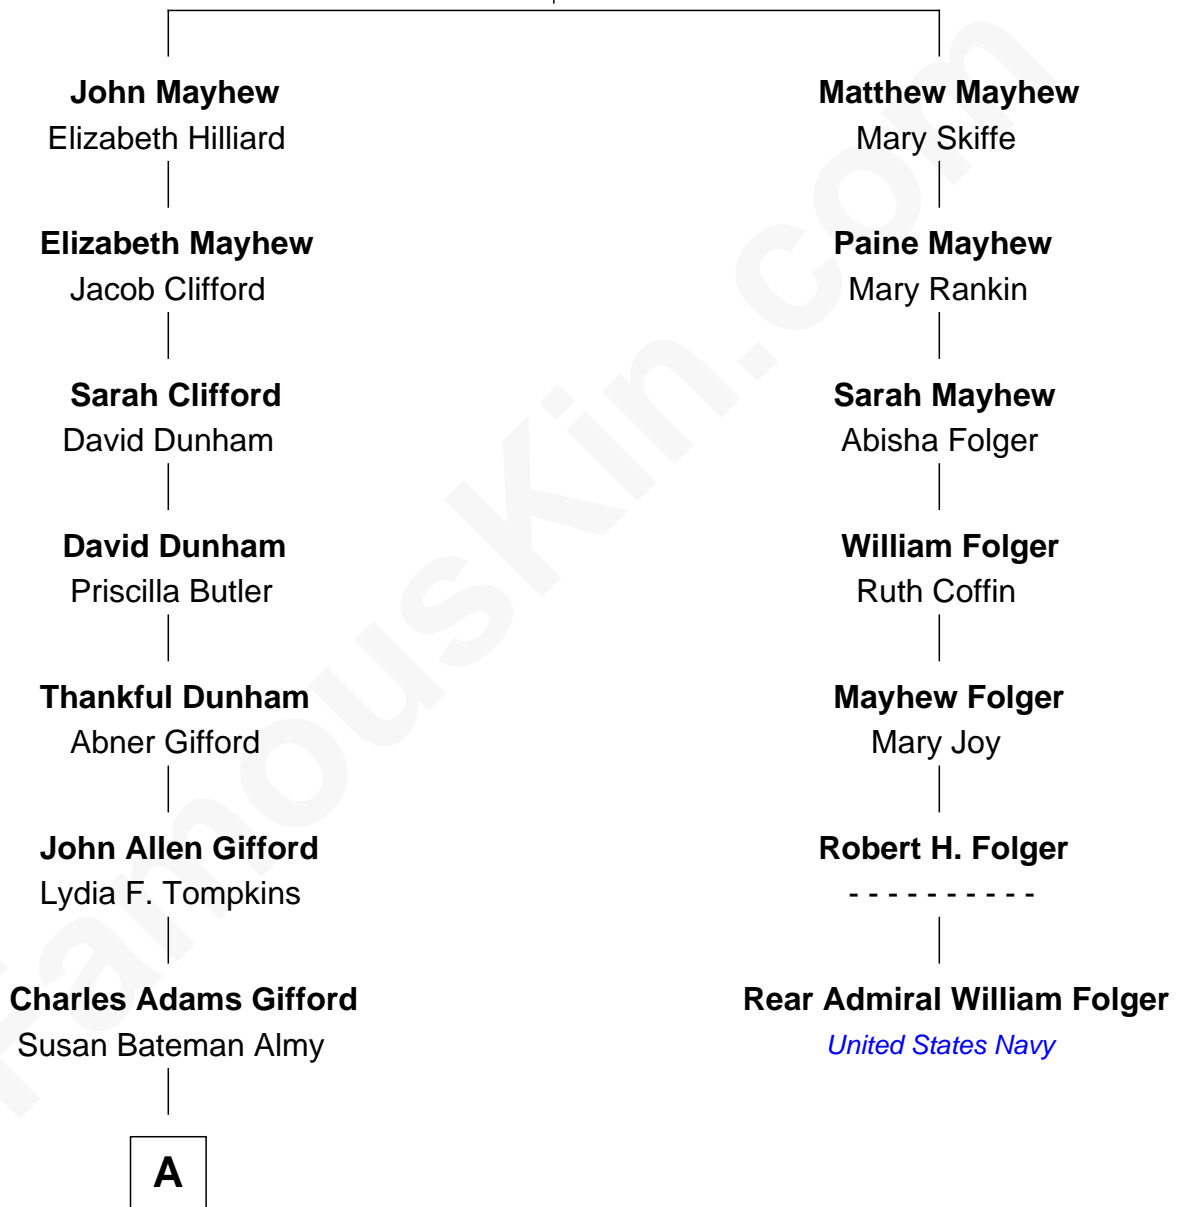 John Mayhew
Elizabeth Hilliard
Matthew Mayhew
Mary Skiffe
Elizabeth Mayhew
Jacob Clifford
Paine Mayhew
Mary Rankin
Sarah Clifford
David Dunham
Sarah Mayhew
Abisha Folger
David Dunham
Priscilla Butler
William Folger
Ruth Coffin
Thankful Dunham
Abner Gifford
Mayhew Folger
Mary Joy
John Allen Gifford
Lydia F. Tompkins
Robert H. Folger
- - - - - - - - - -
Charles Adams Gifford
Susan Bateman Almy
Rear Admiral William Folger
United States Navy
A
FamousKin.com